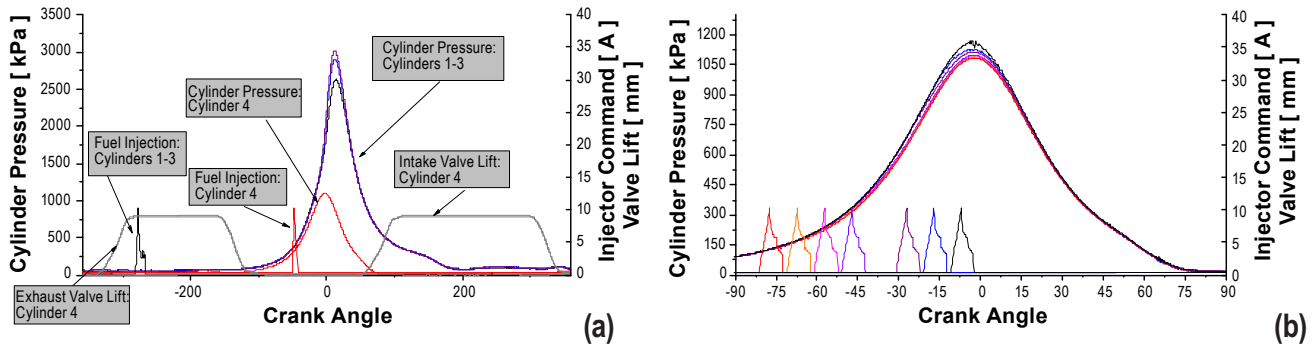 3500
3000
2500
2000
1500
1000
500
0
Cylinder Pressure [ kPa ]
-200
0
200
Crank Angle
40
35
30
25
20
15
10
5
0
Injector Command [ A ]
Valve Lift [ mm ]
Cylinder Pressure:
Cylinders 1-3
Cylinder Pressure:
Cylinder 4
Fuel Injection:
Cylinders 1-3
Fuel Injection:
Cylinder 4
Intake Valve Lift:
Cylinder 4
Exhaust Valve Lift:
Cylinder 4
(a)
1200
1050
900
750
600
450
300
150
0
Cylinder Pressure [ kPa ]
-90
-75
-60
-45
-30
-15
0
15
30
45
60
75
90
Crank Angle
40
35
30
25
20
15
10
5
0
Injector Command [ A ]
Valve Lift [ mm ]
(b)